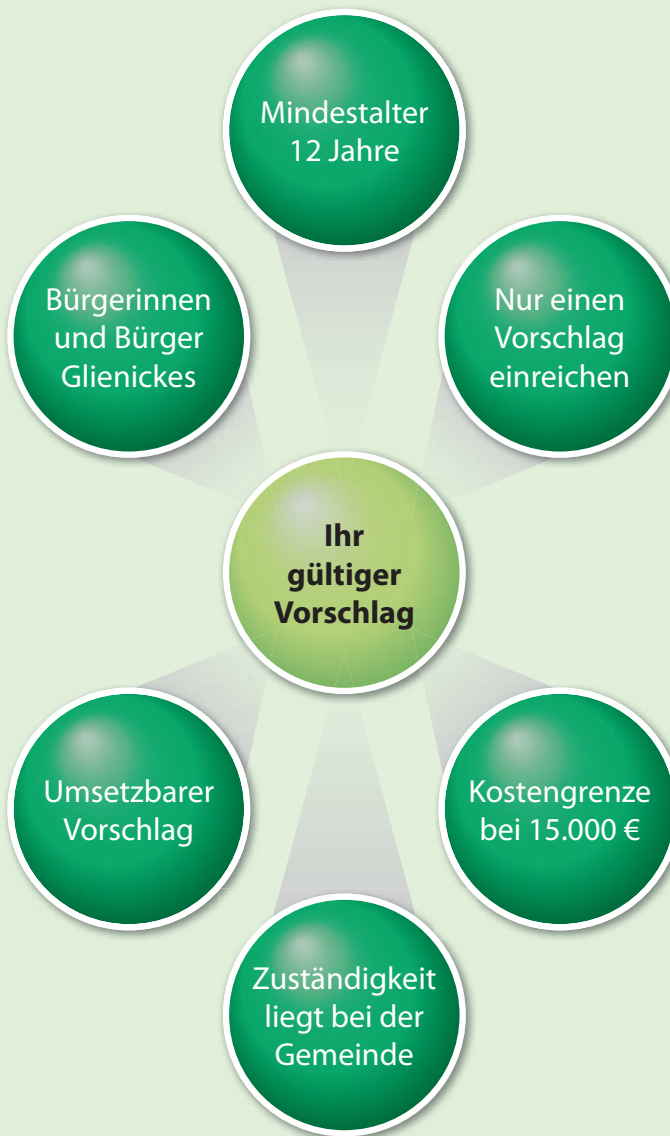 Mindestalter
12 Jahre
Bürgerinnen
und Bürger
Glienickes
Nur einen
Vorschlag
einreichen
Ihr
gültiger
Vorschlag
Umsetzbarer
Vorschlag
Kostengrenze
bei 15.000 €
Zuständigkeit
liegt bei der
Gemeinde